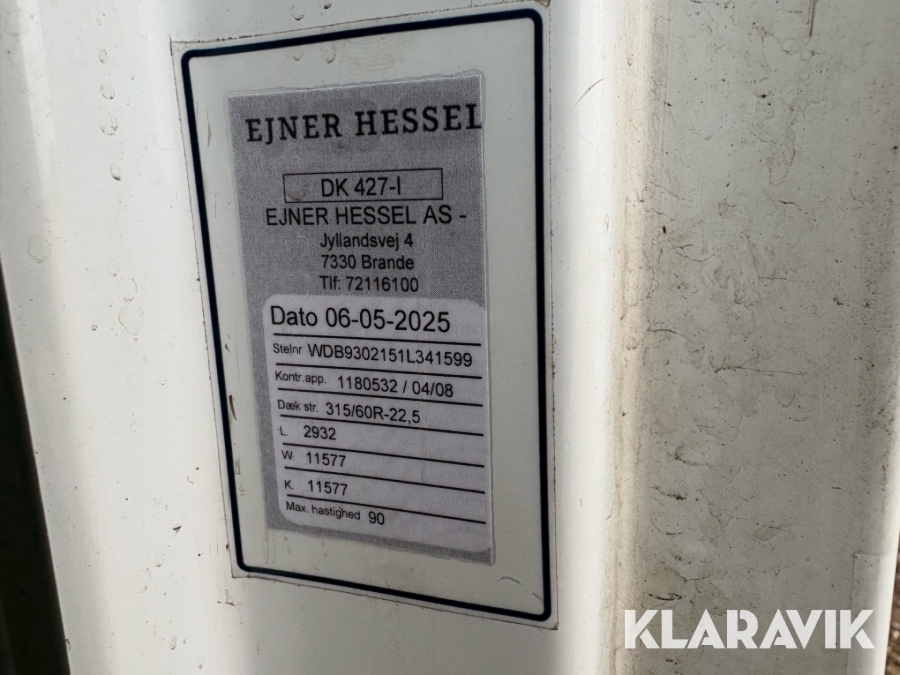 EJNER HESSEL
DK 427-I
EJNER HESSEL AS -
Jyllandsvej 4
7330 Brande
Tlf: 72116100
Dato 06-05-2025
Stelnr WDB9302151L341599
Kontr.app. 1180532 / 04/08
Dæk str. 315/60R-22,5
L. 2932
W. 11577
K. 11577
Max. hastighed 90
KLARAVIK